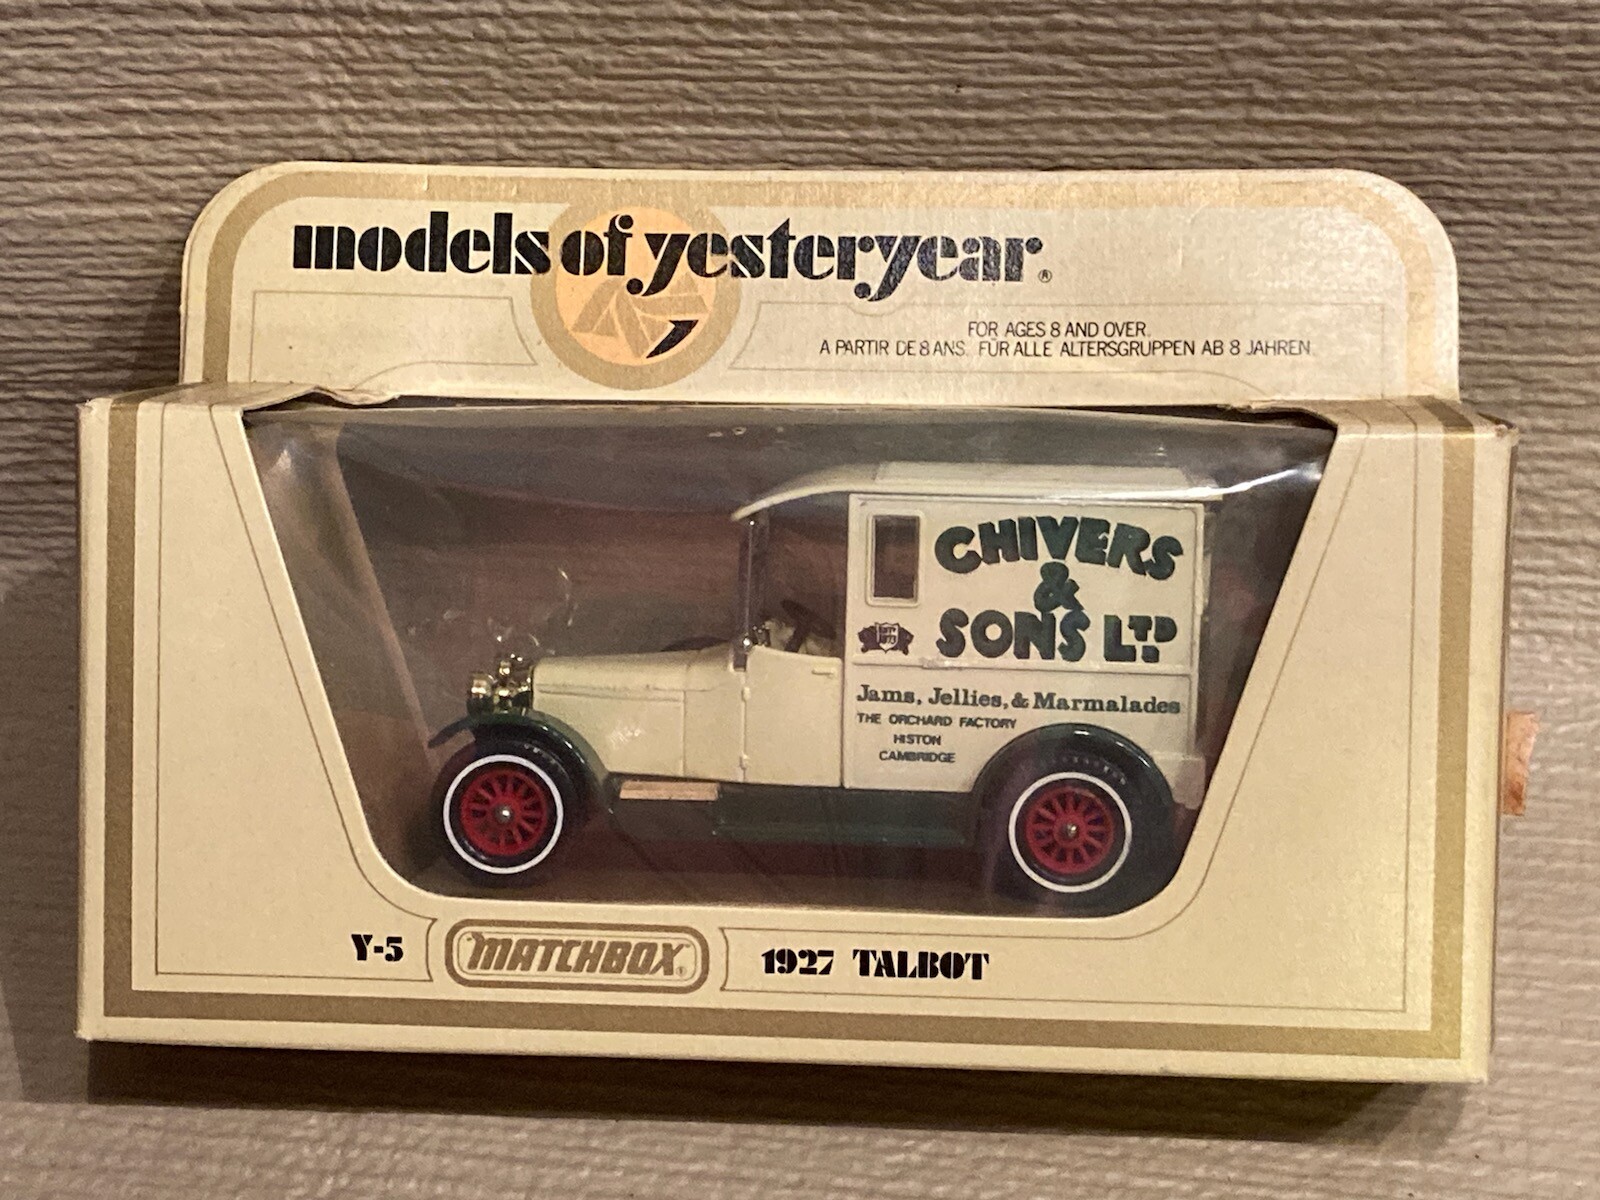 models of yesteryear®
FOR AGES 8 AND OVER.
A PARTIR DE 8 ANS. FÜR ALLE ALTERSGRUPPEN AB 8 JAHREN
CHIVERS
&
SONS LTD
Jams, Jellies, & Marmalades
THE ORCHARD FACTORY
HISTON
CAMBRIDGE
Y-5
MATCHBOX®
1927 TALBOT